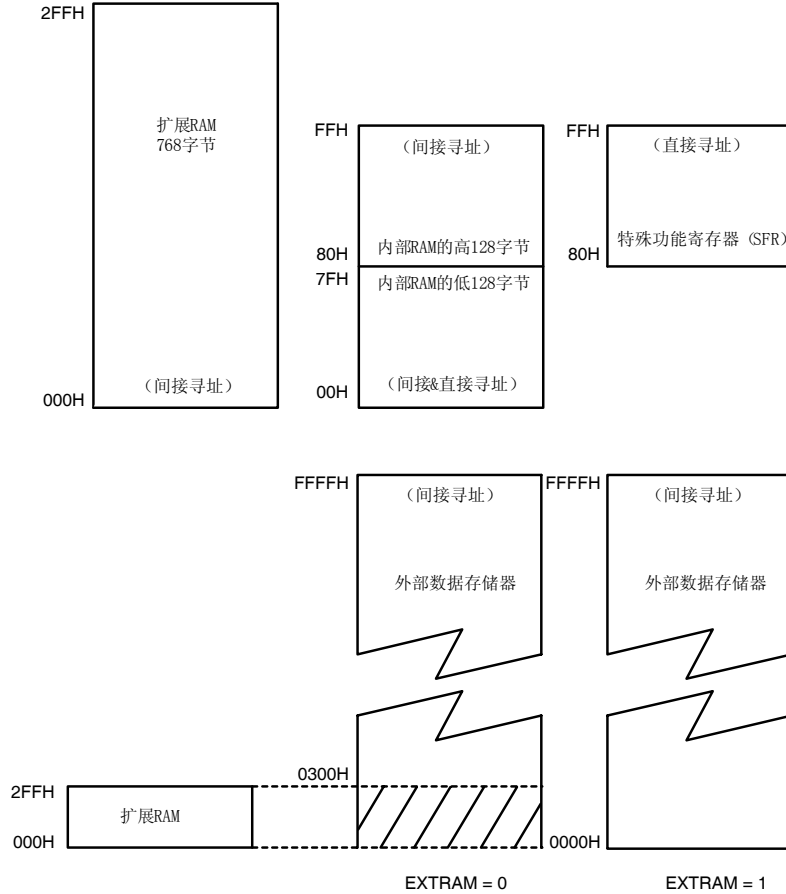 2FFH
扩展RAM
768字节
（间接寻址）
000H
FFH
（间接寻址）
内部RAM的高128字节
80H
7FH
内部RAM的低128字节
（间接&直接寻址）
00H
FFH
（直接寻址）
特殊功能寄存器（SFR）
80H
FFFFH
（间接寻址）
外部数据存储器
FFFFH
（间接寻址）
外部数据存储器
0300H
2FFH
扩展RAM
000H
0000H
EXTRAM = 0
EXTRAM = 1